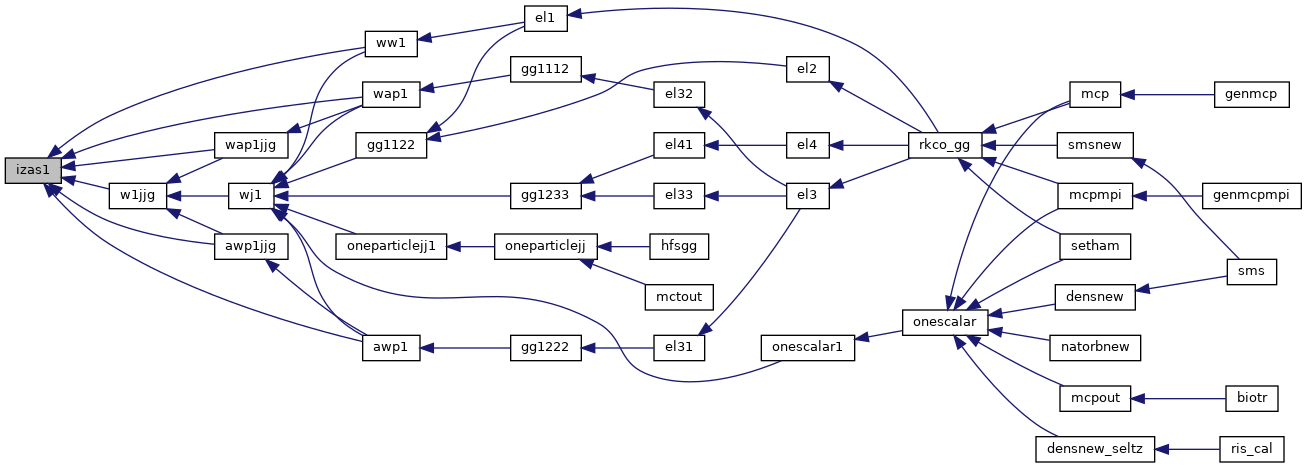 izas1
ww1
wap1
wap1jjg
w1jjg
awp1jjg
awp1
wj1
el1
gg1112
gg1122
gg1233
oneparticlejj1
oneparticlejj
gg1222
el32
el41
el33
hfsgg
mctout
el31
el2
el4
el3
onescalar1
rkco_gg
onescalar
mcp
smsnew
mcpmpi
setham
densnew
natorbnew
mcpout
densnew_seltz
genmcp
genmcpmpi
sms
biotr
ris_cal